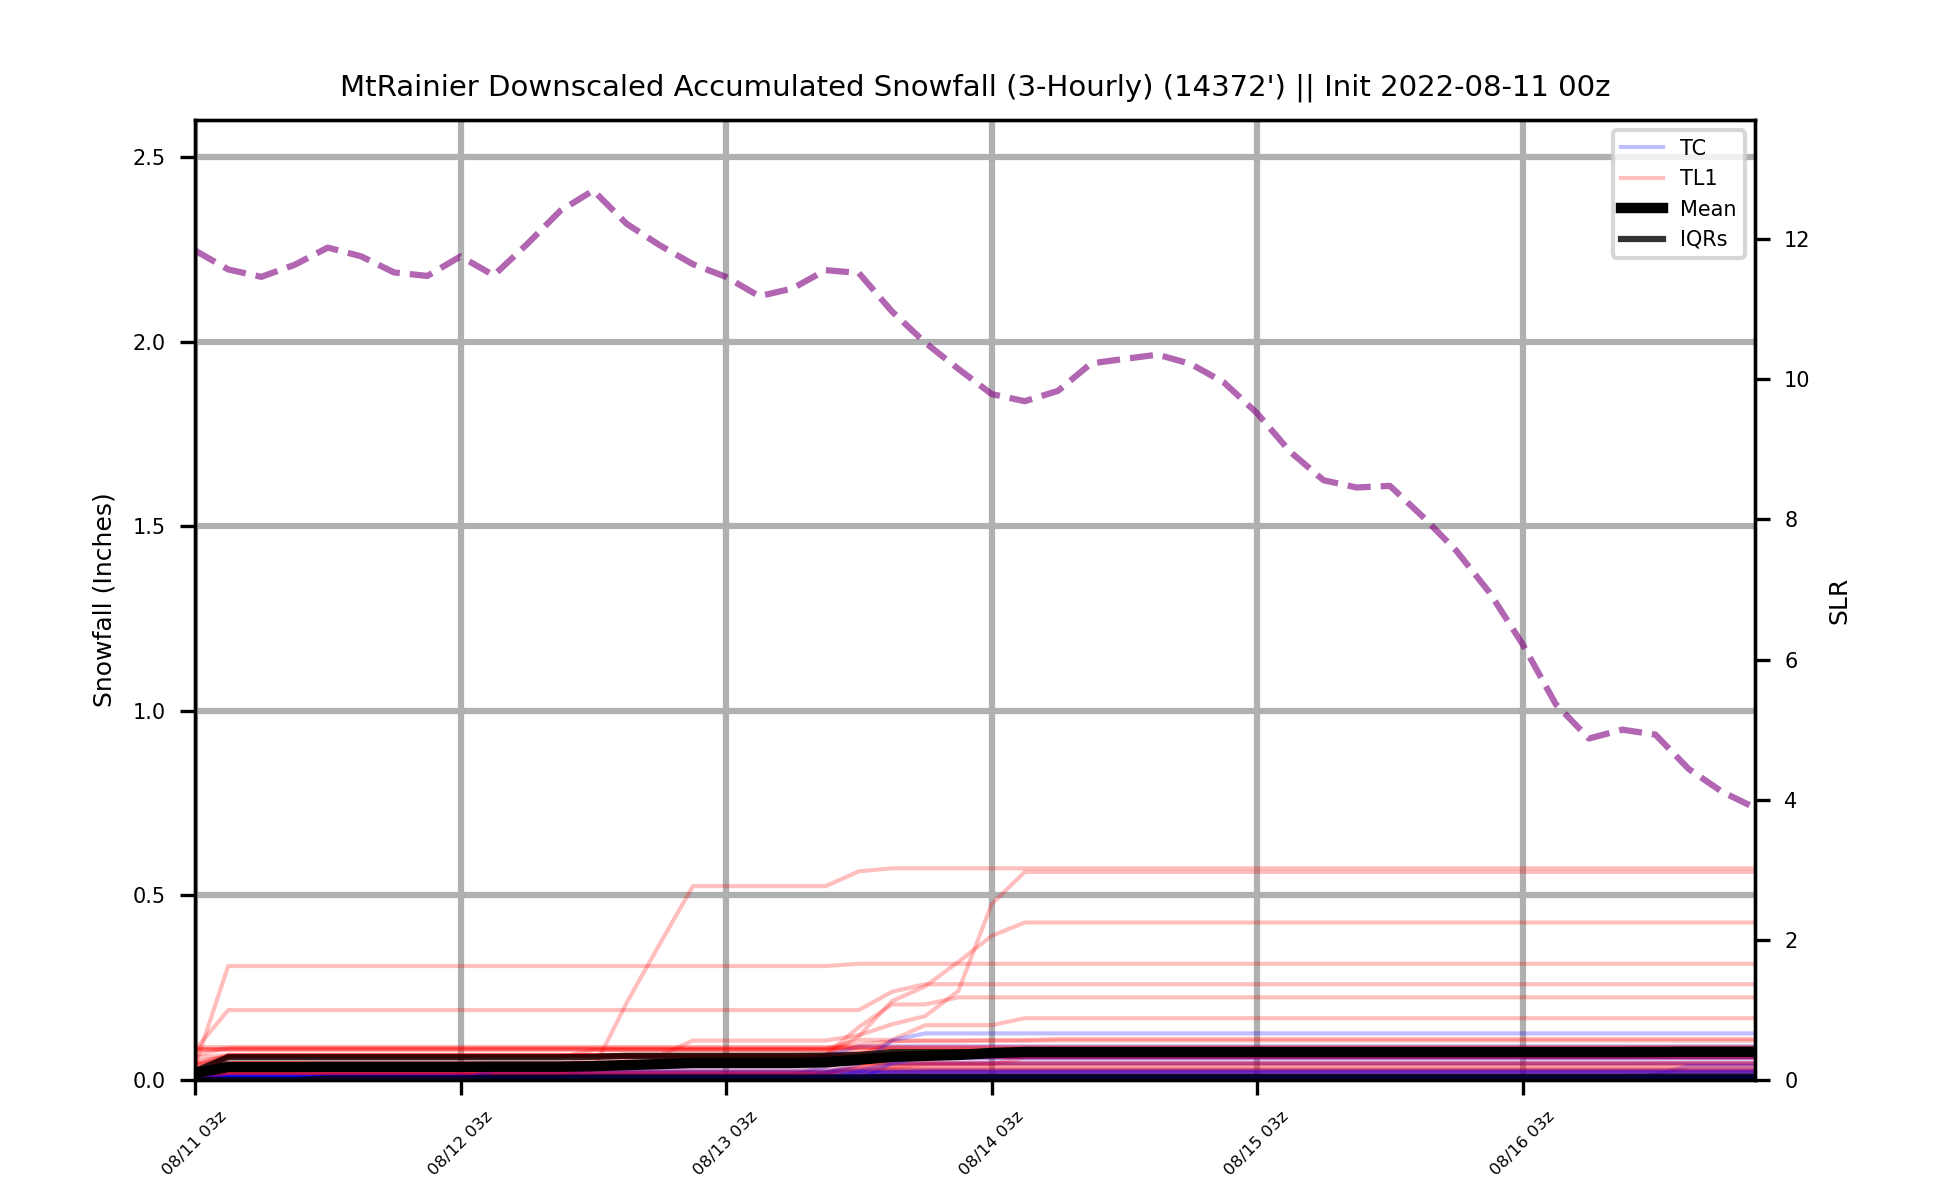 MtRainier Downscaled Accumulated Snowfall (3-Hourly) (14372') || Init 2022-08-11 00z
TC
TL1
Mean
IQRs
Snowfall (Inches)
2.5
2.0
1.5
1.0
0.5
0.0
SLR
12
10
8
6
4
2
0
08/11 03z
08/12 03z
08/13 03z
08/14 03z
08/15 03z
08/16 03z